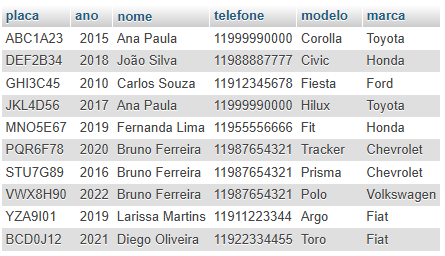 placa ano nome telefone modelo marca
ABC1A23 2015 Ana Paula 11999990000 Corolla Toyota
DEF2B34 2018 João Silva 11988887777 Civic Honda
GHI3C45 2010 Carlos Souza 11912345678 Fiesta Ford
JKL4D56 2017 Ana Paula 11999990000 Hilux Toyota
MNO5E67 2019 Fernanda Lima 11955556666 Fit Honda
PQR6F78 2020 Bruno Ferreira 11987654321 Tracker Chevrolet
STU7G89 2016 Bruno Ferreira 11987654321 Prisma Chevrolet
VWX8H90 2022 Bruno Ferreira 11987654321 Polo Volkswagen
YZA9I01 2019 Larissa Martins 11911223344 Argo Fiat
BCD0J12 2021 Diego Oliveira 11922334455 Toro Fiat